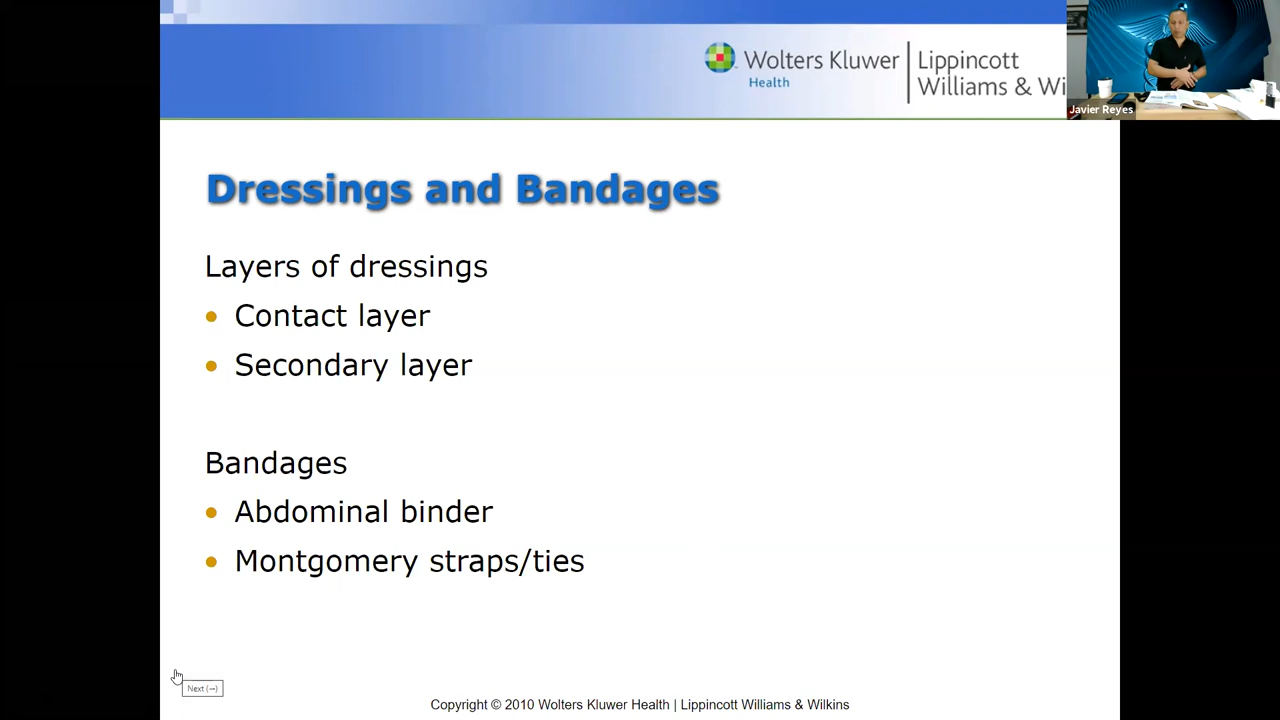 Wolters Kluwer
Health
Lippincott
Williams & Wi
Javier Reyes
Dressings and Bandages
Layers of dressings
• Contact layer
• Secondary layer
Bandages
• Abdominal binder
• Montgomery straps/ties
Next (→)
Copyright © 2010 Wolters Kluwer Health | Lippincott Williams & Wilkins